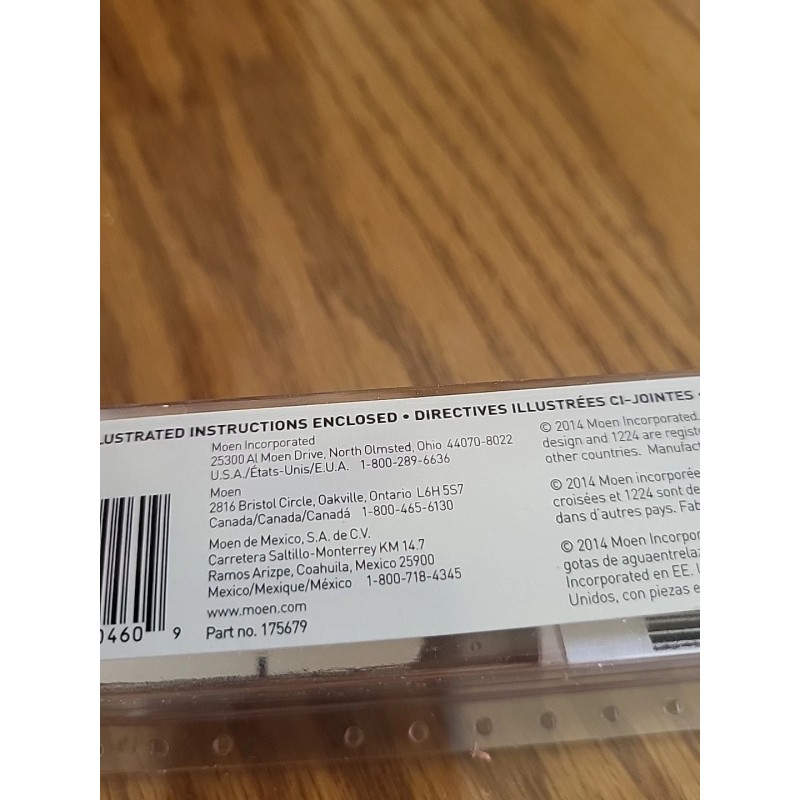 LUSTRATED INSTRUCTIONS ENCLOSED • DIRECTIVES ILLUSTRÉES CI-JOINTES •
Moen Incorporated
25300 Al Moen Drive, North Olmsted, Ohio 44070-8022
U.S.A./États-Unis/E.U.A. 1-800-289-6636
Moen
2816 Bristol Circle, Oakville, Ontario L6H 5S7
Canada/Canada/Canadá 1-800-465-6130
Moen de Mexico, S.A. de C.V.
Carretera Saltillo-Monterrey KM 14.7
Ramos Arizpe, Coahuila, Mexico 25900
Mexico/Mexique/México 1-800-718-4345
www.moen.com
Part no. 175679
0460 9
© 2014 Moen Incorporated.
design and 1224 are regist
other countries. Manufact
© 2014 Moen incorporée
croisées et 1224 sont de
dans d'autres pays. Fab
© 2014 Moen Incorpor
gotas de aguaentrelaz
Incorporated en EE. U
Unidos, con piezas e